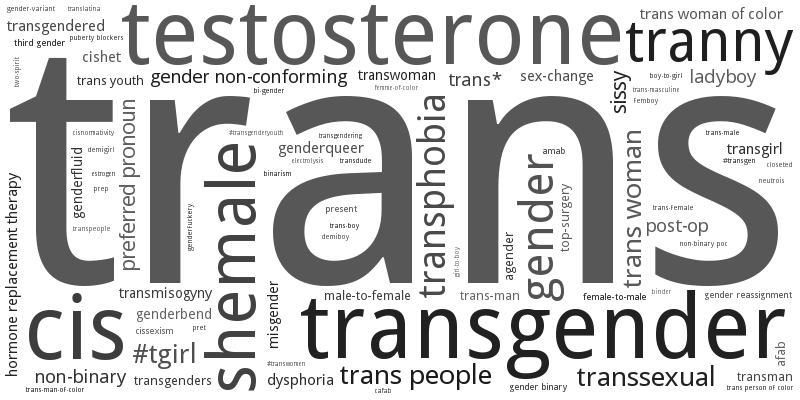 gender-variant
translatina
transgendered
testosterone
trans woman of color
third gender
puberty blockers
tranny
cishet
two-spirit
trans youth
gender non-conforming
transwoman
trans*
sex-change
sissy
boy-to-girl
ladyboy
bi-gender
femme-of-color
trans-masculine
Femboy
trans
cisnormativity
preferred pronoun
#transgenderyouth
transgendering
transphobia
trans woman
trans-male
demigirl
genderqueer
amab
transgirl
genderfluid
shemale
electrolysis
transdude
gender
#transgen
closeted
estrogen
binarism
hormone replacement therapy
prep
top-surgery
neutrois
genderfuckery
present
trans-female
transpeople
trans-boy
post-op
demiboy
agender
girl-to-boy
non-binary poc
transmisogyny
misgender
male-to-female
trans-man
female-to-male
binder
gender reassignment
cis
genderbend
transgender
cissexism
pret
#tgirl
afab
#transwomen
non-binary
transgenders
dysphoria
trans people
transsexual
transman
gender binary
trans-man-of-color
cafab
trans person of color